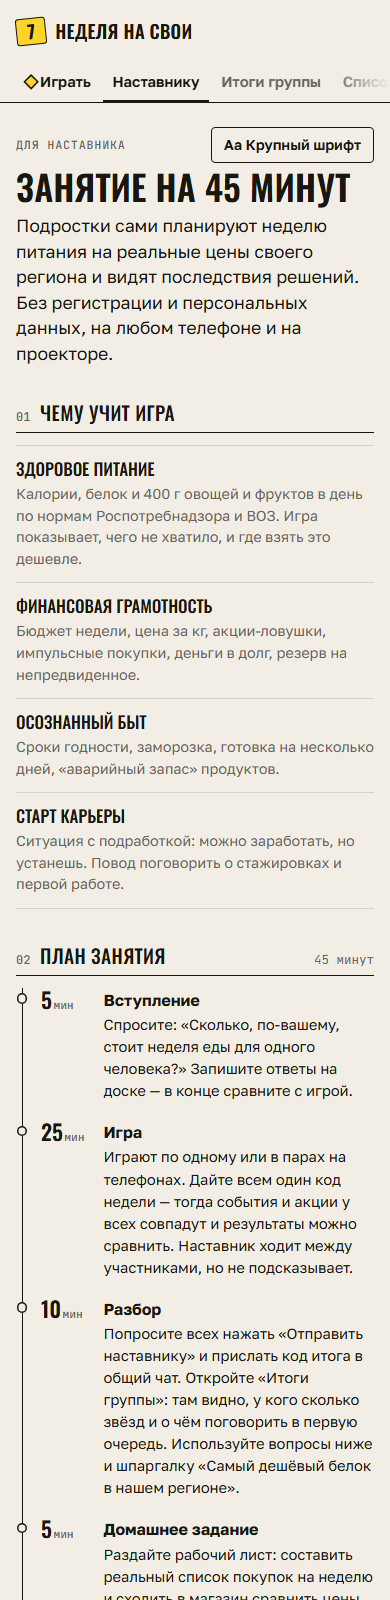 7 НЕДЕЛЯ НА СВОИ
Играть Наставнику Итоги группы Списо
ДЛЯ НАСТАВНИКА
Аа Крупный шрифт
ЗАНЯТИЕ НА 45 МИНУТ
Подростки сами планируют неделю
питания на реальные цены своего
региона и видят последствия решений.
Без регистрации и персональных
данных, на любом телефоне и на
проекторе.
01 ЧЕМУ УЧИТ ИГРА
ЗДОРОВОЕ ПИТАНИЕ
Калории, белок и 400 г овощей и фруктов в день
по нормам Роспотребнадзора и ВОЗ. Игра
показывает, чего не хватило, и где взять это
дешевле.
ФИНАНСОВАЯ ГРАМОТНОСТЬ
Бюджет недели, цена за кг, акции-ловушки,
импульсные покупки, деньги в долг, резерв на
непредвиденное.
ОСОЗНАННЫЙ БЫТ
Сроки годности, заморозка, готовка на несколько
дней, «аварийный запас» продуктов.
СТАРТ КАРЬЕРЫ
Ситуация с подработкой: можно заработать, но
устанешь. Повод поговорить о стажировках и
первой работе.
02 ПЛАН ЗАНЯТИЯ 45 минут
5 мин Вступление
Спросите: «Сколько, по-вашему,
стоит неделя еды для одного
человека?» Запишите ответы на
доске — в конце сравните с игрой.
25 мин Игра
Играют по одному или в парах на
телефонах. Дайте всем один код
недели — тогда события и акции у
всех совпадут и результаты можно
сравнить. Наставник ходит между
участниками, но не подсказывает.
10 мин Разбор
Попросите всех нажать «Отправить
наставнику» и прислать код итога в
общий чат. Откройте «Итоги
группы»: там видно, у кого сколько
звёзд и о чём поговорить в первую
очередь. Используйте вопросы ниже
и шпаргалку «Самый дешёвый белок
в нашем регионе».
5 мин Домашнее задание
Раздайте рабочий лист: составить
реальный список покупок на неделю
и сходить в магазин сравнить цены